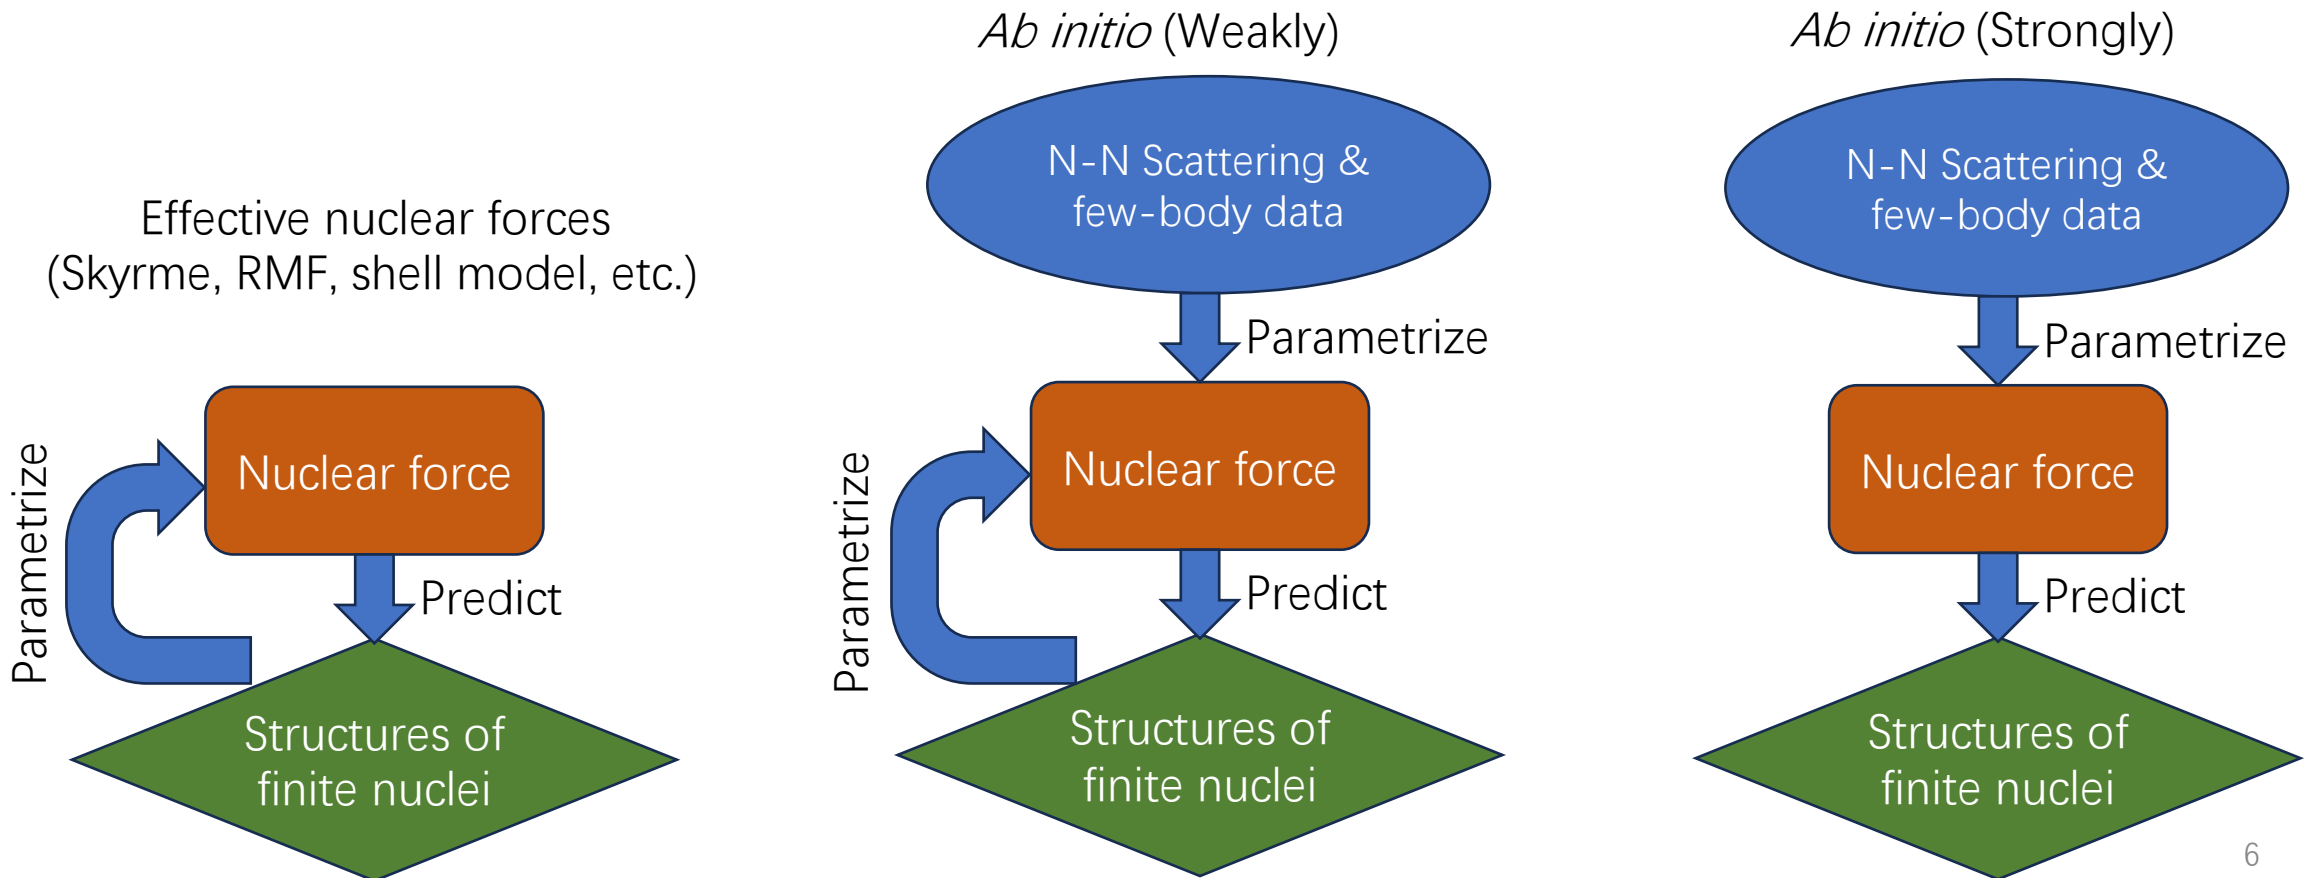 Effective nuclear forces
(Skyrme, RMF, shell model, etc.)
Parametrize
Nuclear force
Predict
Structures of
finite nuclei
Ab initio (Weakly)
N-N Scattering &
few-body data
Parametrize
Parametrize
Nuclear force
Predict
Structures of
finite nuclei
Ab initio (Strongly)
N-N Scattering &
few-body data
Parametrize
Nuclear force
Predict
Structures of
finite nuclei
6